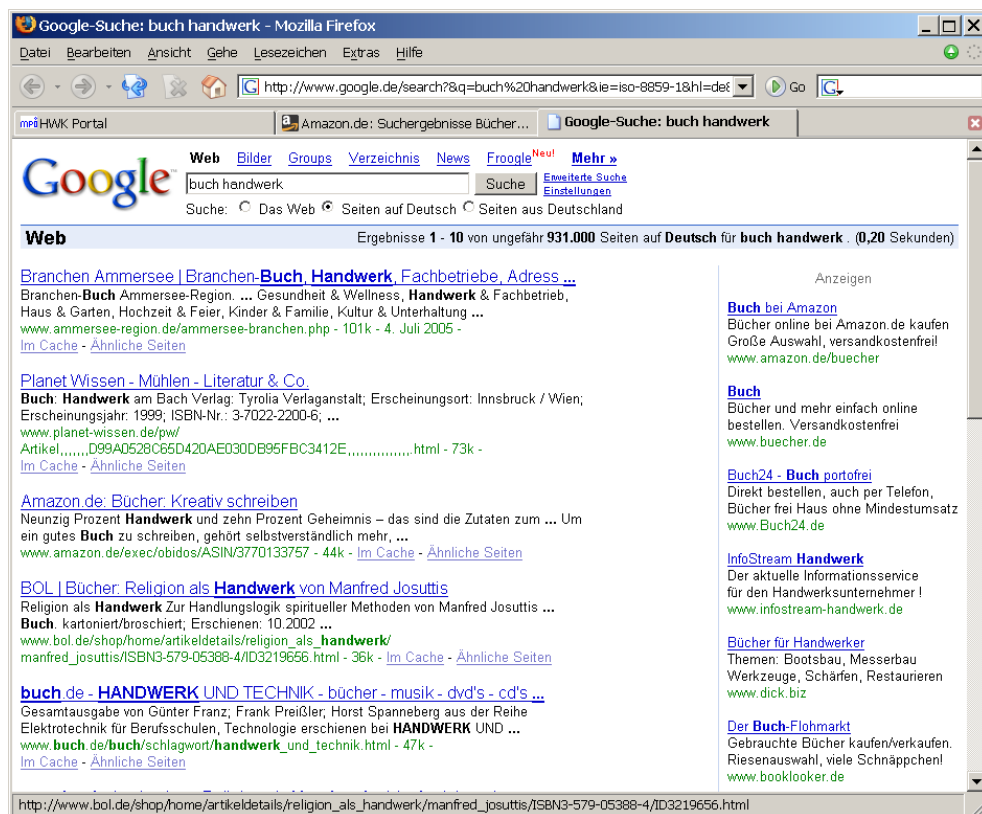 Google-Suche: buch handwerk - Mozilla Firefox
Datei Bearbeiten Ansicht Gehe Lesezeichen Extras Hilfe
http://www.google.de/search?&q=buch%20handwerk&ie=iso-8859-1&hl=de& Go
HWK Portal Amazon.de: Suchergebnisse Bücher... Google-Suche: buch handwerk
Google™ Web Bilder Groups Verzeichnis News Froogle Neu! Mehr »
buch handwerk Suche Erweiterte Suche
Einstellungen
Suche: Das Web Seiten auf Deutsch Seiten aus Deutschland
Web Ergebnisse 1 - 10 von ungefähr 931.000 Seiten auf Deutsch für buch handwerk . (0,20 Sekunden)
Branchen Ammersee | Branchen-Buch, Handwerk, Fachbetriebe, Adress ...
Branchen-Buch Ammersee-Region. ... Gesundheit & Wellness, Handwerk & Fachbetrieb,
Haus & Garten, Hochzeit & Feier, Kinder & Familie, Kultur & Unterhaltung ...
www.ammersee-region.de/ammersee-branchen.php - 101k - 4. Juli 2005 -
Im Cache - Ähnliche Seiten
Planet Wissen - Mühlen - Literatur & Co.
Buch: Handwerk am Bach Verlag: Tyrolia Verlaganstalt; Erscheinungsort: Innsbruck / Wien;
Erscheinungsjahr: 1999; ISBN-Nr.: 3-7022-2200-6; ...
www.planet-wissen.de/pw/
Artikel,,,,,,,D99A0528C65D420AE030DB95FBC3412E,,,,,,,,,,,,,,,.html - 73k -
Im Cache - Ähnliche Seiten
Amazon.de: Bücher: Kreativ schreiben
Neunzig Prozent Handwerk und zehn Prozent Geheimnis – das sind die Zutaten zum ... Um
ein gutes Buch zu schreiben, gehört selbstverständlich mehr, ...
www.amazon.de/exec/obidos/ASIN/3770133757 - 44k - Im Cache - Ähnliche Seiten
BOL | Bücher: Religion als Handwerk von Manfred Josuttis
Religion als Handwerk Zur Handlungslogik spiritueller Methoden von Manfred Josuttis ...
Buch. kartoniert/broschiert; Erschienen: 10.2002 ...
www.bol.de/shop/home/artikeldetails/religion_als_handwerk/
manfred_josuttis/ISBN3-579-05388-4/ID3219656.html - 36k - Im Cache - Ähnliche Seiten
buch.de - HANDWERK UND TECHNIK - bücher - musik - dvd's - cd's ...
Gesamtausgabe von Günter Franz; Frank Preißler; Horst Spanneberg aus der Reihe
Elektrotechnik für Berufsschulen, Technologie erschienen bei HANDWERK UND ...
www.buch.de/buch/schlagwort/handwerk_und_technik.html - 47k -
Im Cache - Ähnliche Seiten
Anzeigen
Buch bei Amazon
Bücher online bei Amazon.de kaufen
Große Auswahl, versandkostenfrei!
www.amazon.de/buecher
Buch
Bücher und mehr einfach online
bestellen. Versandkostenfrei
www.buecher.de
Buch24 - Buch portofrei
Direkt bestellen, auch per Telefon,
Bücher frei Haus ohne Mindestumsatz
www.Buch24.de
InfoStream Handwerk
Der aktuelle Informationsservice
für den Handwerksunternehmer !
www.infostream-handwerk.de
Bücher für Handwerker
Themen: Bootsbau, Messerbau
Werkzeuge, Schärfen, Restaurieren
www.dick.biz
Der Buch-Flohmarkt
Gebrauchte Bücher kaufen/verkaufen.
Riesenauswahl, viele Schnäppchen!
www.booklooker.de
http://www.bol.de/shop/home/artikeldetails/religion_als_handwerk/manfred_josuttis/ISBN3-579-05388-4/ID3219656.html